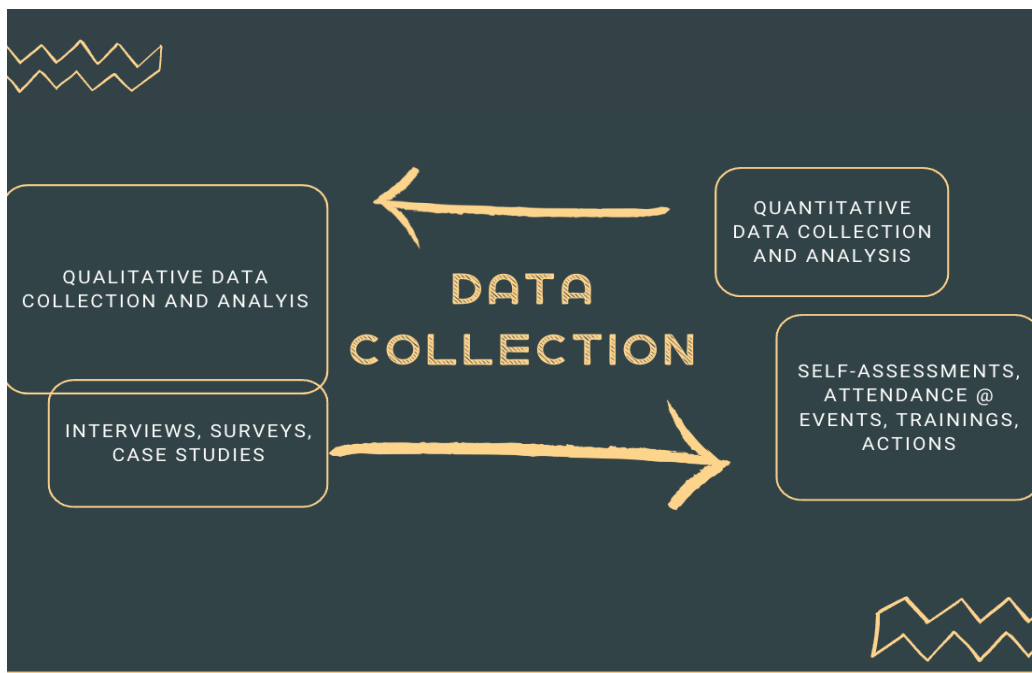 QUALITATIVE DATA
COLLECTION AND ANALYIS
INTERVIEWS, SURVEYS,
CASE STUDIES
DATA
COLLECTION
QUANTITATIVE
DATA COLLECTION
AND ANALYSIS
SELF-ASSESSMENTS,
ATTENDANCE @
EVENTS, TRAININGS,
ACTIONS